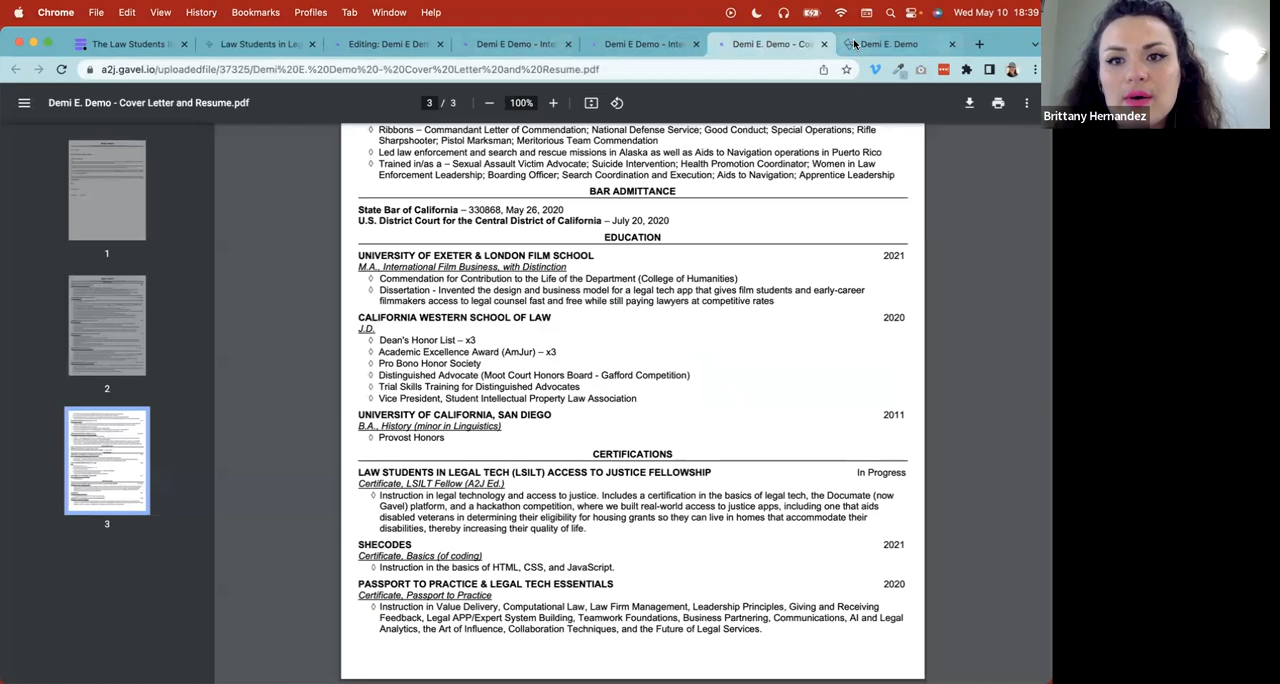 Chrome File Edit View History Bookmarks Profiles Tab Window Help Wed May 10 18:39
The Law Students I
Law Students in Le
Editing: Demi E Den
Demi E Demo - Inte
Demi E Demo - Inte
Demi E. Demo - Co
Demi E. Demo
a2j.gavel.io/uploadedfile/37325/Demi%20E.%20Demo%20-%20Cover%20Letter%20and%20Resume.pdf
Demi E. Demo - Cover Letter and Resume.pdf
3 / 3
100%
Brittany Hernandez
1
2
3
◊ Ribbons – Commandant Letter of Commendation; National Defense Service; Good Conduct; Special Operations; Rifle
Sharpshooter; Pistol Marksman; Meritorious Team Commendation
◊ Led law enforcement and search and rescue missions in Alaska as well as Aids to Navigation operations in Puerto Rico
◊ Trained in/as a – Sexual Assault Victim Advocate; Suicide Intervention; Health Promotion Coordinator; Women in Law
Enforcement Leadership; Boarding Officer; Search Coordination and Execution; Aids to Navigation; Apprentice Leadership
BAR ADMITTANCE
State Bar of California – 330868, May 26, 2020
U.S. District Court for the Central District of California – July 20, 2020
EDUCATION
UNIVERSITY OF EXETER & LONDON FILM SCHOOL 2021
M.A., International Film Business, with Distinction
◊ Commendation for Contribution to the Life of the Department (College of Humanities)
◊ Dissertation - Invented the design and business model for a legal tech app that gives film students and early-career
filmmakers access to legal counsel fast and free while still paying lawyers at competitive rates
CALIFORNIA WESTERN SCHOOL OF LAW 2020
J.D.
◊ Dean's Honor List – x3
◊ Academic Excellence Award (AmJur) – x3
◊ Pro Bono Honor Society
◊ Distinguished Advocate (Moot Court Honors Board - Gafford Competition)
◊ Trial Skills Training for Distinguished Advocates
◊ Vice President, Student Intellectual Property Law Association
UNIVERSITY OF CALIFORNIA, SAN DIEGO 2011
B.A., History (minor in Linguistics)
◊ Provost Honors
CERTIFICATIONS
LAW STUDENTS IN LEGAL TECH (LSILT) ACCESS TO JUSTICE FELLOWSHIP In Progress
Certificate, LSILT Fellow (A2J Ed.)
◊ Instruction in legal technology and access to justice. Includes a certification in the basics of legal tech, the Documate (now
Gavel) platform, and a hackathon competition, where we built real-world access to justice apps, including one that aids
disabled veterans in determining their eligibility for housing grants so they can live in homes that accommodate their
disabilities, thereby increasing their quality of life.
SHECODES 2021
Certificate, Basics (of coding)
◊ Instruction in the basics of HTML, CSS, and JavaScript.
PASSPORT TO PRACTICE & LEGAL TECH ESSENTIALS 2020
Certificate, Passport to Practice
◊ Instruction in Value Delivery, Computational Law, Law Firm Management, Leadership Principles, Giving and Receiving
Feedback, Legal APP/Expert System Building, Teamwork Foundations, Business Partnering, Communications, AI and Legal
Analytics, the Art of Influence, Collaboration Techniques, and the Future of Legal Services.